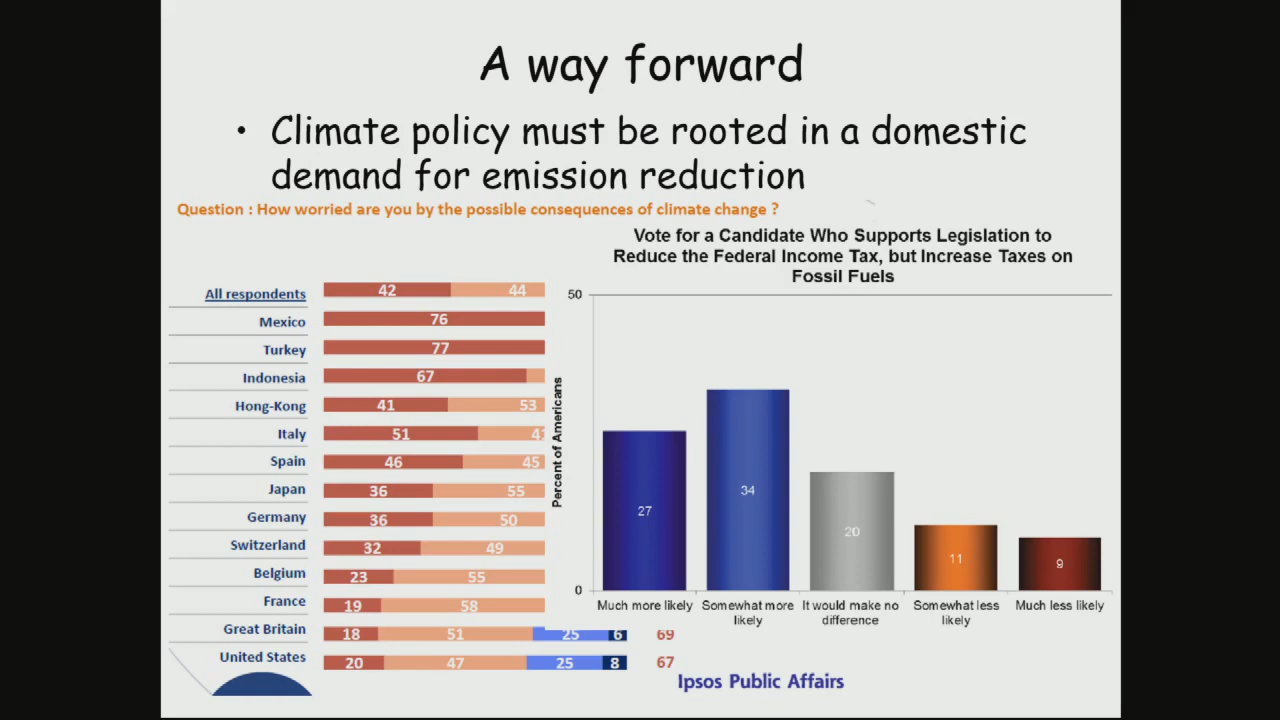 A way forward
• Climate policy must be rooted in a domestic
demand for emission reduction
Question : How worried are you by the possible consequences of climate change ?
All respondents 42 44
Mexico 76
Turkey 77
Indonesia 67
Hong-Kong 41 53
Italy 51
Spain 46 45
Japan 36 55
Germany 36 50
Switzerland 32 49
Belgium 23 55
France 19 58
Great Britain 18 51 25 6 69
United States 20 47 25 8 67
Vote for a Candidate Who Supports Legislation to
Reduce the Federal Income Tax, but Increase Taxes on
Fossil Fuels
Percent of Americans
50
0
27
34
20
11
9
Much more likely
Somewhat more
likely
It would make no
difference
Somewhat less
likely
Much less likely
Ipsos Public Affairs